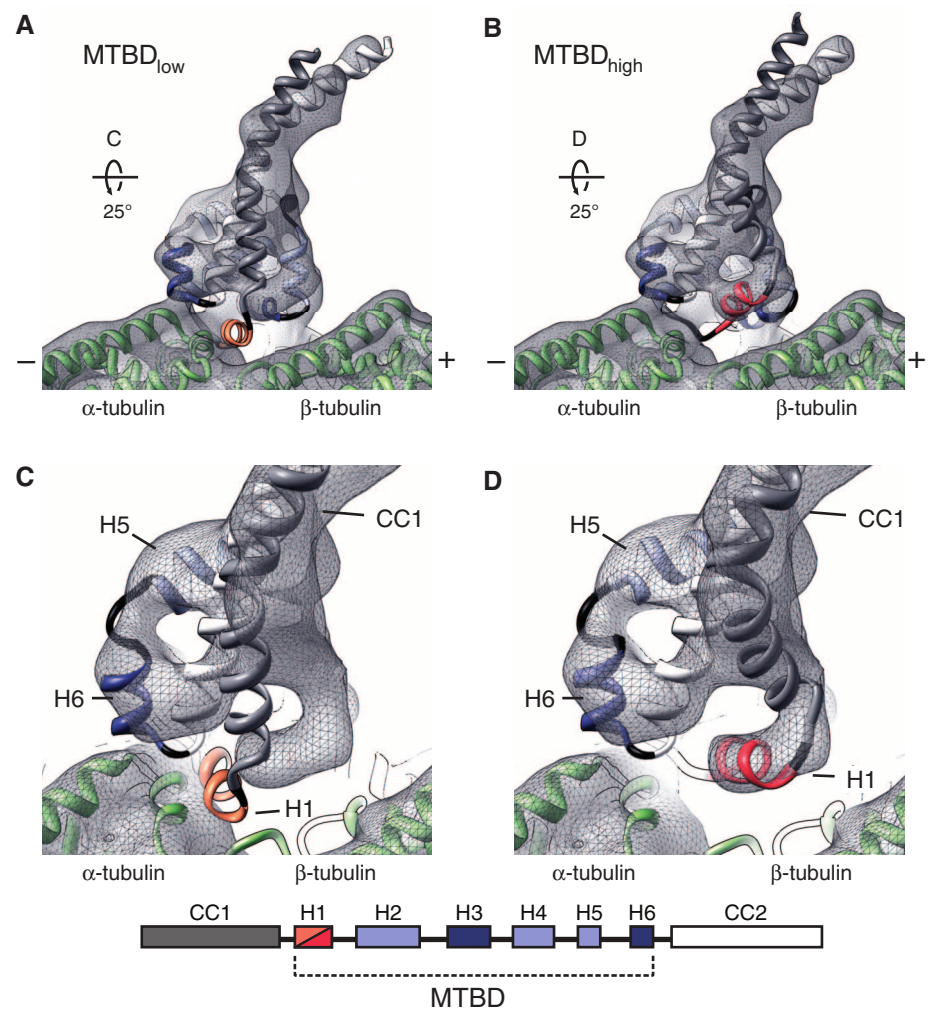 A
MTBDlow
C
25°
–
+
α-tubulin β-tubulin
B
MTBDhigh
D
25°
–
+
α-tubulin β-tubulin
C
H5
CC1
H6
H1
α-tubulin β-tubulin
D
H5
CC1
H6
H1
α-tubulin β-tubulin
CC1 H1 H2 H3 H4 H5 H6 CC2
MTBD